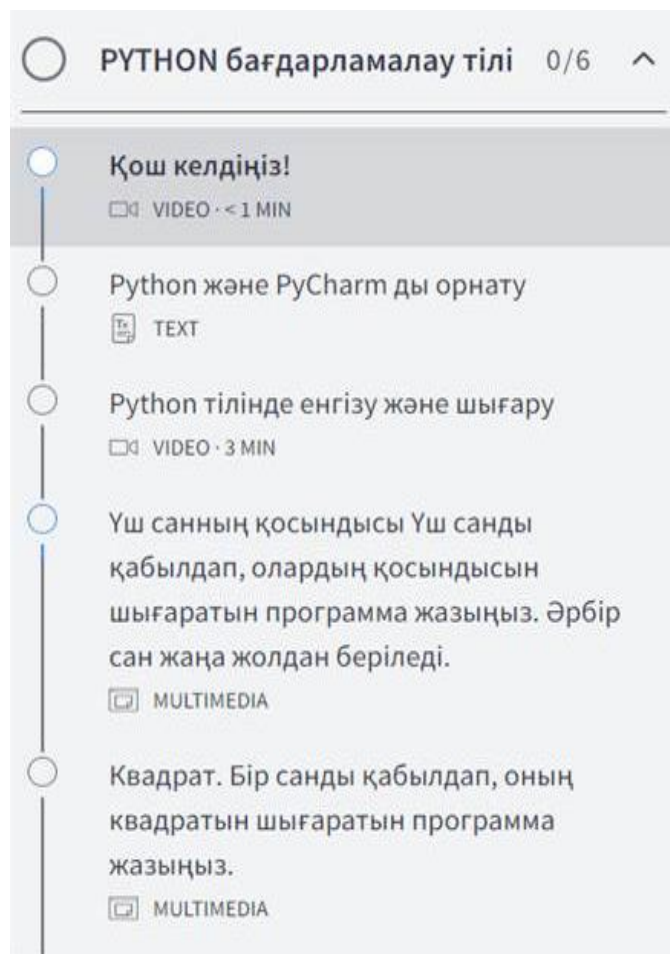 PYTHON бағдарламалау тілі 0/6
Қош келдіңіз!
VIDEO · < 1 MIN
Python және PyCharm ды орнату
TEXT
Python тілінде енгізу және шығару
VIDEO · 3 MIN
Үш санның қосындысы Үш санды
қабылдап, олардың қосындысын
шығаратын программа жазыңыз. Әрбір
сан жаңа жолдан беріледі.
MULTIMEDIA
Квадрат. Бір санды қабылдап, оның
квадратын шығаратын программа
жазыңыз.
MULTIMEDIA